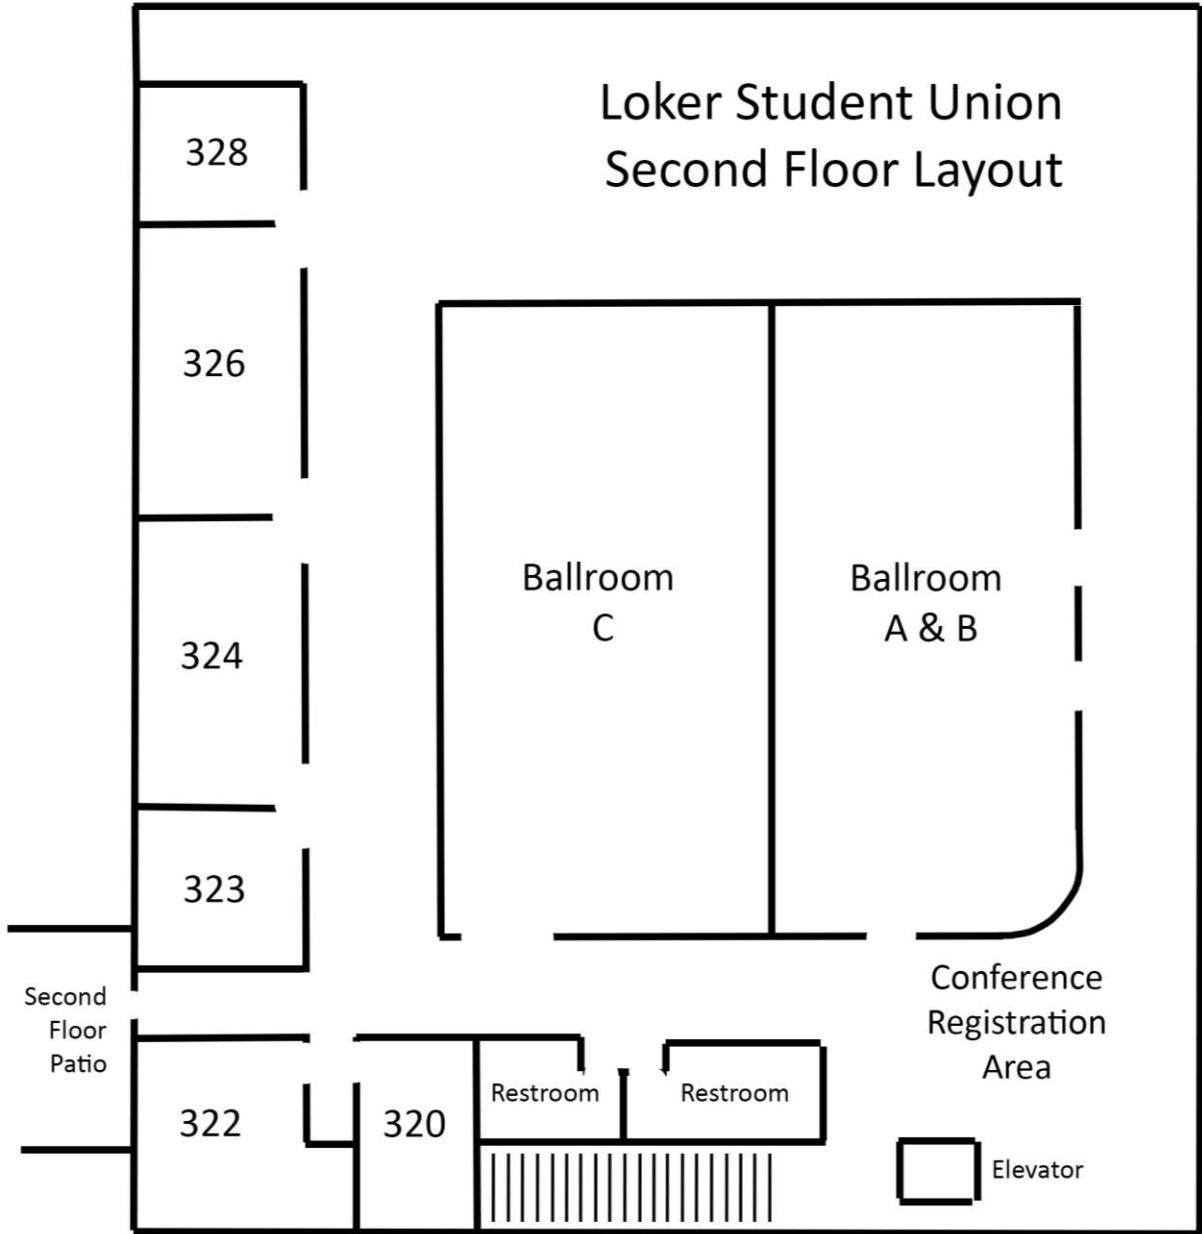 Loker Student Union
Second Floor Layout
328
326
Ballroom
C
Ballroom
A & B
324
323
Second
Floor
Patio
Conference
Registration
Area
322
320
Restroom
Restroom
Elevator